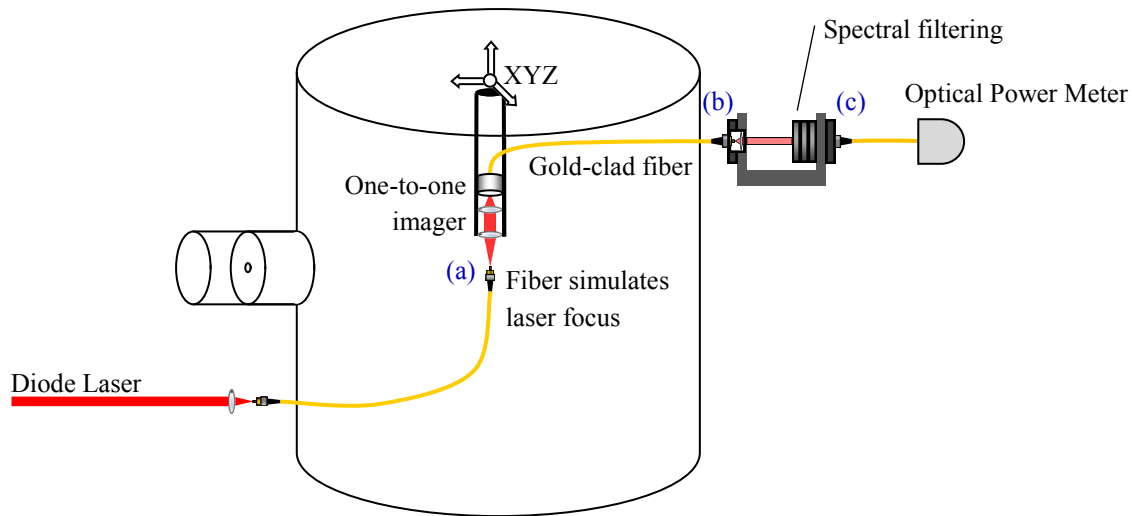 Spectral filtering
XYZ
(b)
(c)
Optical Power Meter
Gold-clad fiber
One-to-one
imager
(a)
Fiber simulates
laser focus
Diode Laser